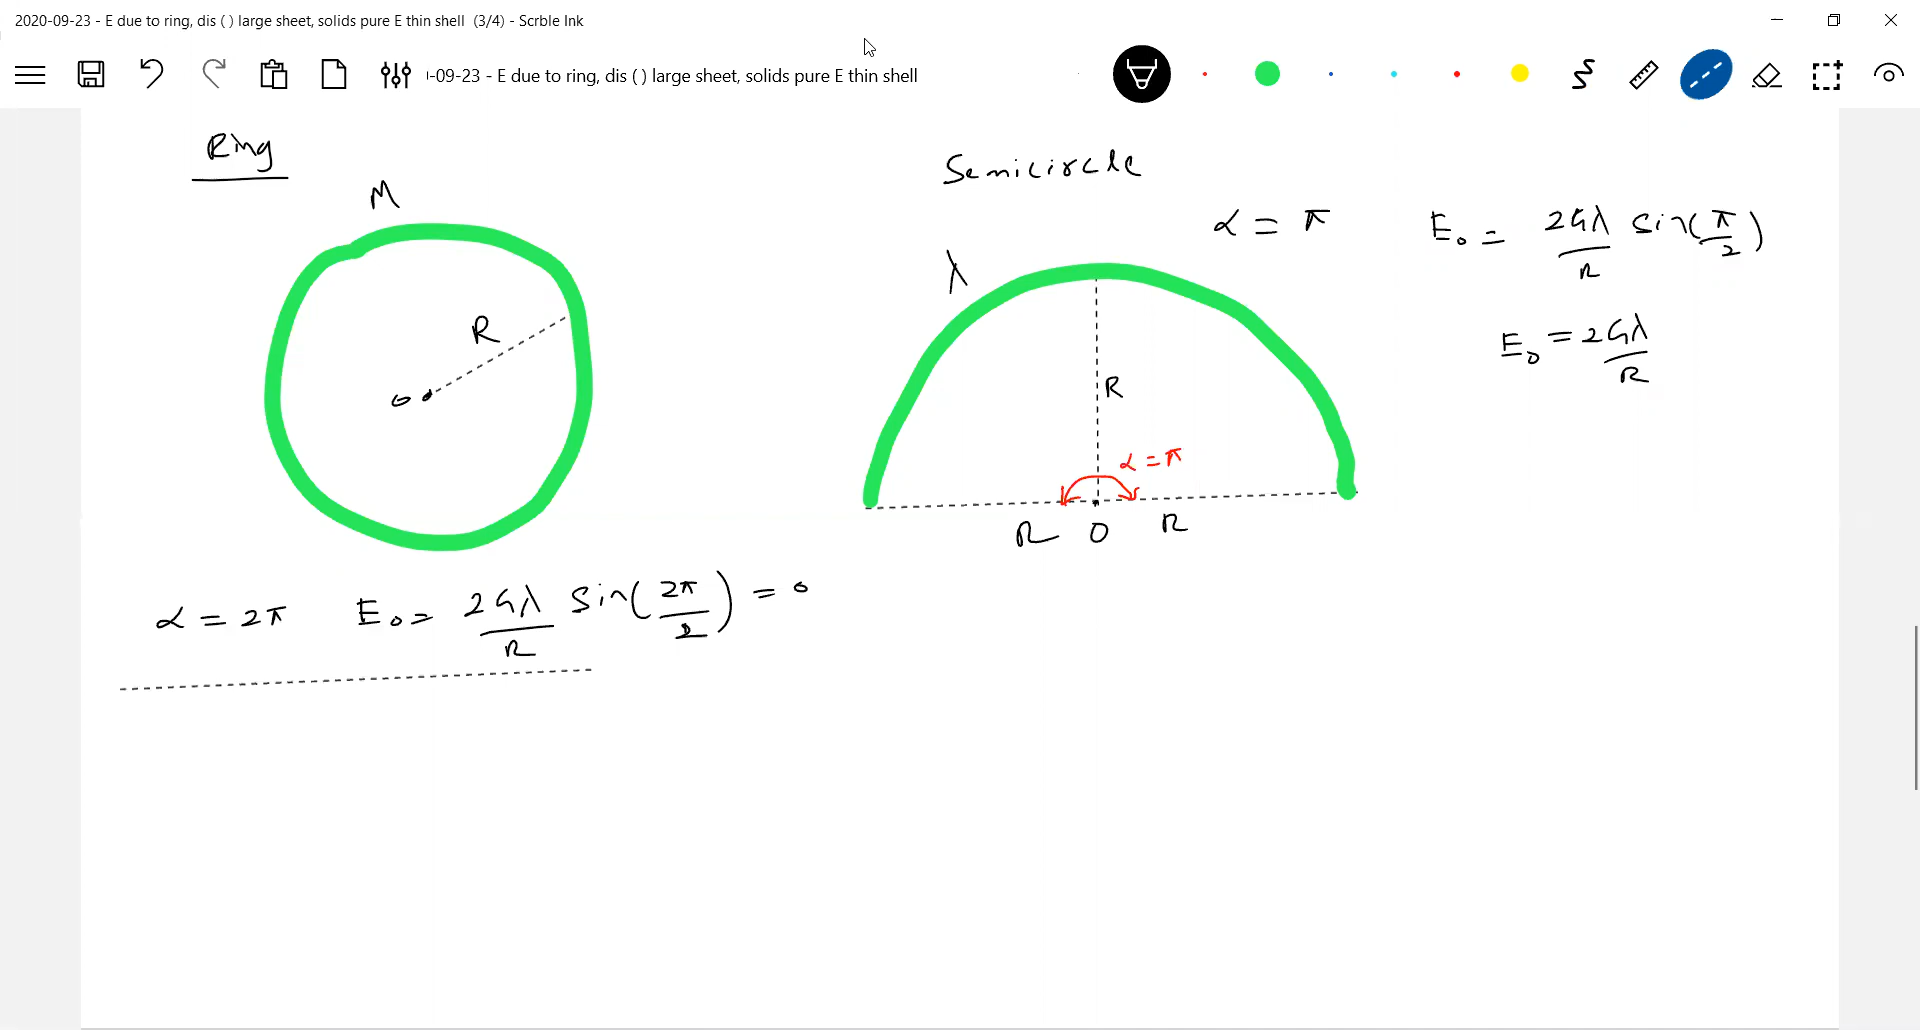 2020-09-23 - E due to ring, dis ( ) large sheet, solids pure E thin shell (3/4) - Scrble Ink
-09-23 - E due to ring, dis ( ) large sheet, solids pure E thin shell
Ring
M
R
O
α = 2π E₀ = 2Gλ/R sin(2π/2) = 0
Semicircle
α = π E₀ = 2Gλ/R sin(π/2)
λ
E₀ = 2Gλ/R
R
α = π
R O R